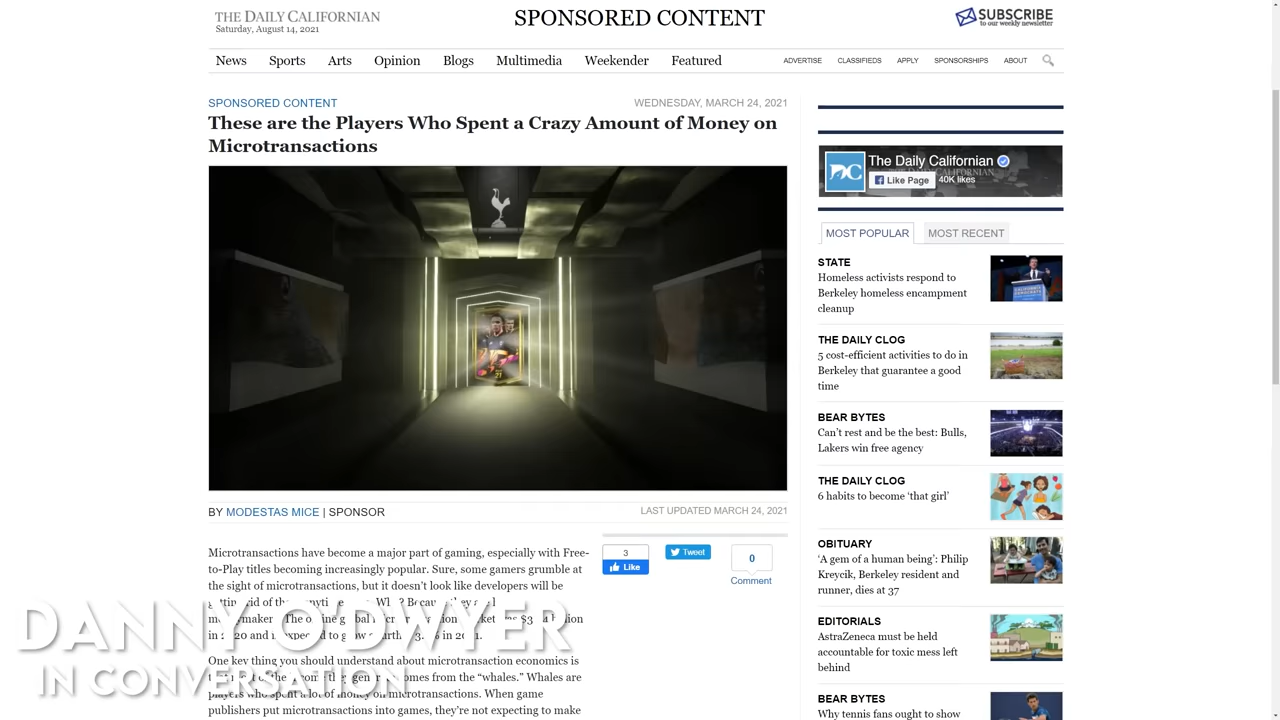 THE DAILY CALIFORNIAN
Saturday, August 14, 2021
SPONSORED CONTENT
SUBSCRIBE
to our weekly newsletter
News Sports Arts Opinion Blogs Multimedia Weekender Featured
ADVERTISE CLASSIFIEDS APPLY SPONSORSHIPS ABOUT
SPONSORED CONTENT
WEDNESDAY, MARCH 24, 2021
These are the Players Who Spent a Crazy Amount of Money on
Microtransactions
BY MODESTAS MICE | SPONSOR
LAST UPDATED MARCH 24, 2021
Microtransactions have become a major part of gaming, especially with Free-
to-Play titles becoming increasingly popular. Sure, some gamers grumble at
the sight of microtransactions, but it doesn't look like developers will be
in 2020 and
One key thing you understand about microtransaction economics is
comes from the "whales." Whales are
players who spent a lot of money on microtransactions. When game
publishers put microtransactions into games, they're not expecting to make
3
Like
Tweet
0
Comment
DANNY O'DWYER
IN CONVERSATION
The Daily Californian
Like Page 40K likes
MOST POPULAR MOST RECENT
STATE
Homeless activists respond to
Berkeley homeless encampment
cleanup
THE DAILY CLOG
5 cost-efficient activities to do in
Berkeley that guarantee a good
time
BEAR BYTES
Can't rest and be the best: Bulls,
Lakers win free agency
THE DAILY CLOG
6 habits to become 'that girl'
OBITUARY
'A gem of a human being': Philip
Kreycik, Berkeley resident and
runner, dies at 37
EDITORIALS
AstraZeneca must be held
accountable for toxic mess left
behind
BEAR BYTES
Why tennis fans ought to show